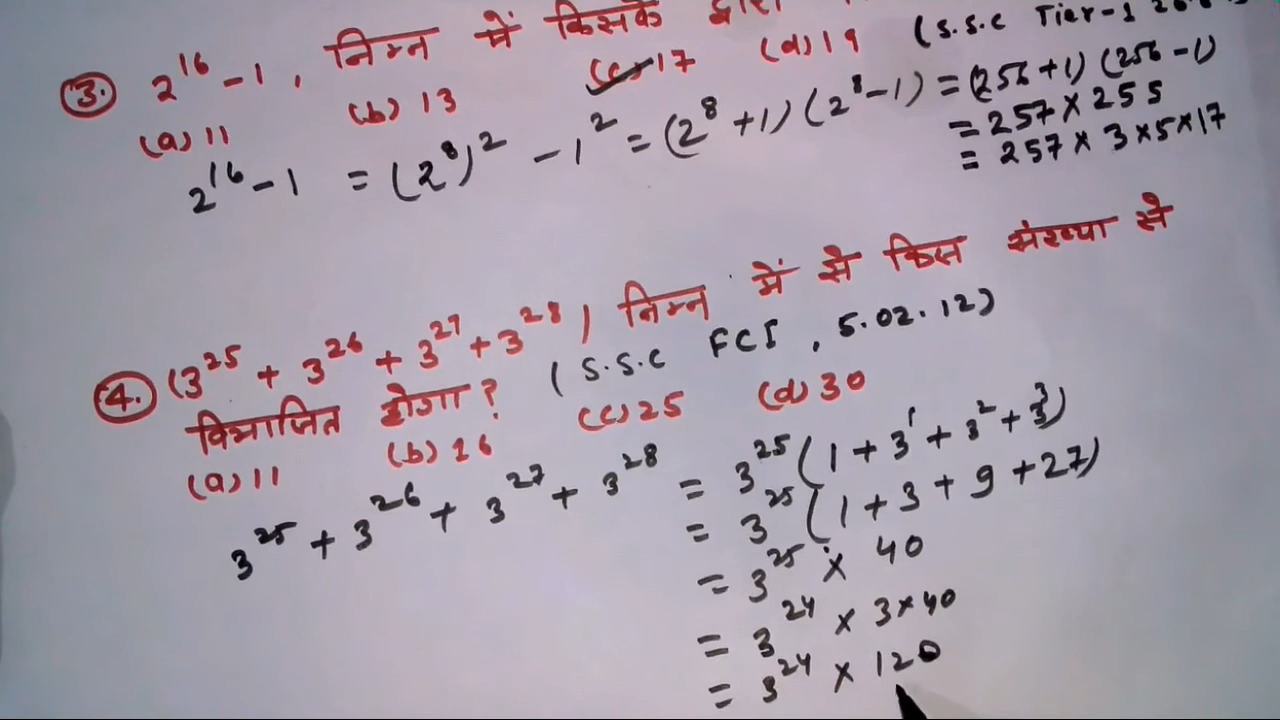 ③. 2¹⁶ - 1, निम्न में किसके द्वारा
(a) 11 (b) 13 (c) 17 (d) 19 (S.S.C Tier-1
2¹⁶ - 1 = (2⁸)² - 1² = (2⁸ + 1) (2⁸ - 1) = (256 + 1) (256 - 1)
= 257 × 255
= 257 × 3 × 5 × 17
④. (3²⁵ + 3²⁶ + 3²⁷ + 3²⁸), निम्न में से किस संख्या से
विभाजित होगा? (S.S.C FCI, 5.02.12)
(a) 11 (b) 16 (c) 25 (d) 30
3²⁵ + 3²⁶ + 3²⁷ + 3²⁸ = 3²⁵ (1 + 3¹ + 3² + 3³)
= 3²⁵ (1 + 3 + 9 + 27)
= 3²⁵ × 40
= 3²⁴ × 3 × 40
= 3²⁴ × 120